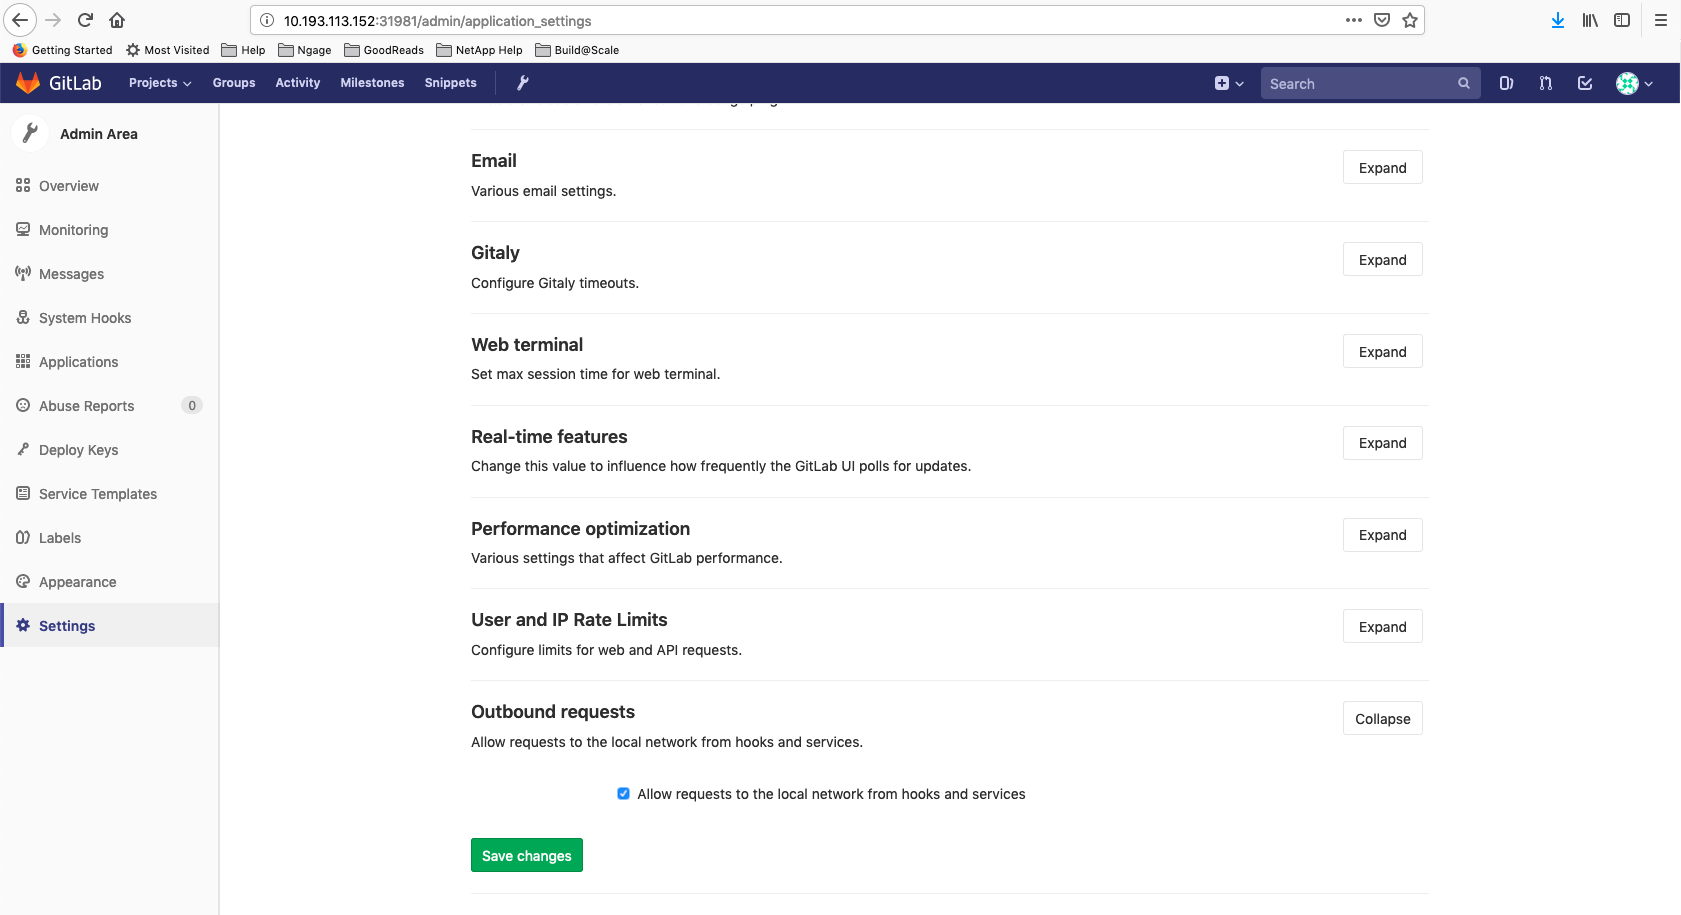 10.193.113.152:31981/admin/application_settings
Getting Started Most Visited Help Ngage GoodReads NetApp Help Build@Scale
GitLab Projects Groups Activity Milestones Snippets Search
Admin Area
Overview
Monitoring
Messages
System Hooks
Applications
Abuse Reports 0
Deploy Keys
Service Templates
Labels
Appearance
Settings
Email
Expand
Various email settings.
Gitaly
Expand
Configure Gitaly timeouts.
Web terminal
Expand
Set max session time for web terminal.
Real-time features
Expand
Change this value to influence how frequently the GitLab UI polls for updates.
Performance optimization
Expand
Various settings that affect GitLab performance.
User and IP Rate Limits
Expand
Configure limits for web and API requests.
Outbound requests
Collapse
Allow requests to the local network from hooks and services.
Allow requests to the local network from hooks and services
Save changes